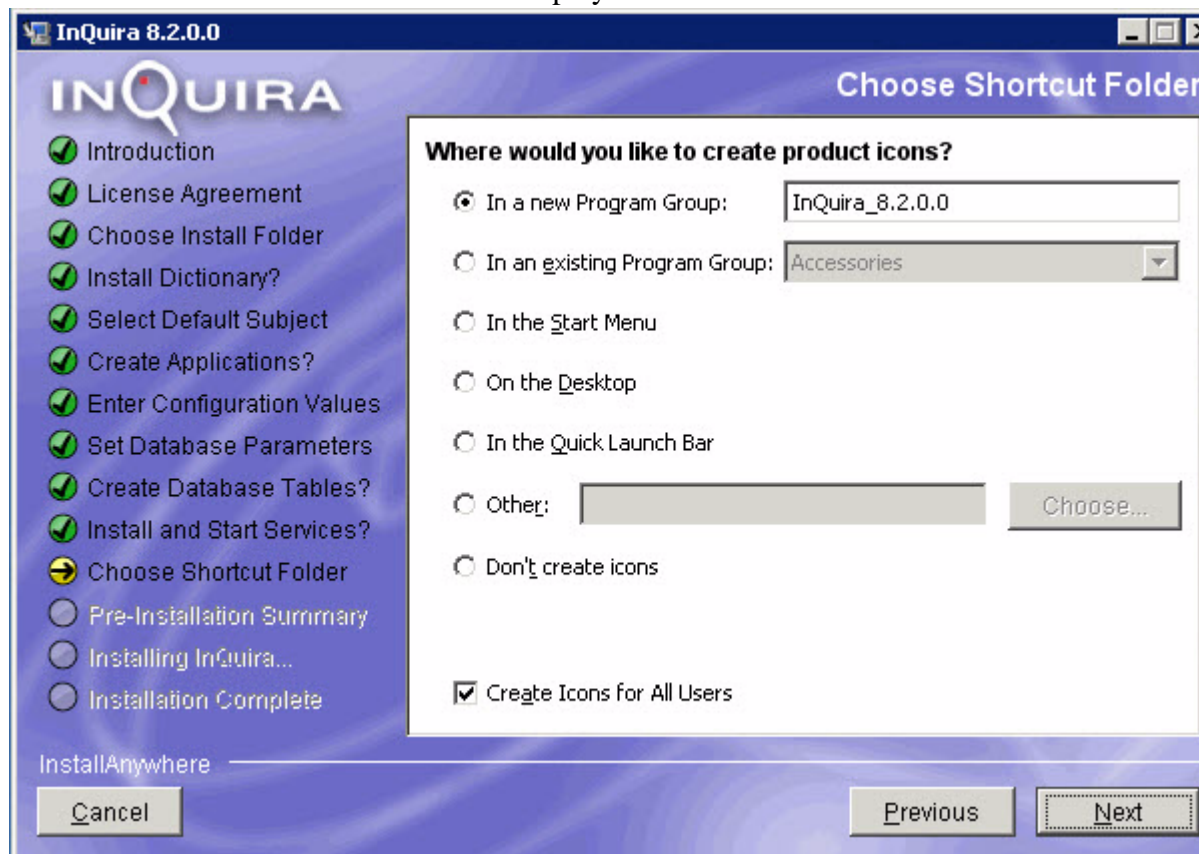 InQuira 8.2.0.0
INQUIRA
Choose Shortcut Folder
Introduction
License Agreement
Choose Install Folder
Install Dictionary?
Select Default Subject
Create Applications?
Enter Configuration Values
Set Database Parameters
Create Database Tables?
Install and Start Services?
Choose Shortcut Folder
Pre-Installation Summary
Installing InQuira...
Installation Complete
Where would you like to create product icons?
In a new Program Group: InQuira_8.2.0.0
In an existing Program Group: Accessories
In the Start Menu
On the Desktop
In the Quick Launch Bar
Other: Choose...
Don't create icons
Create Icons for All Users
InstallAnywhere
Cancel Previous Next